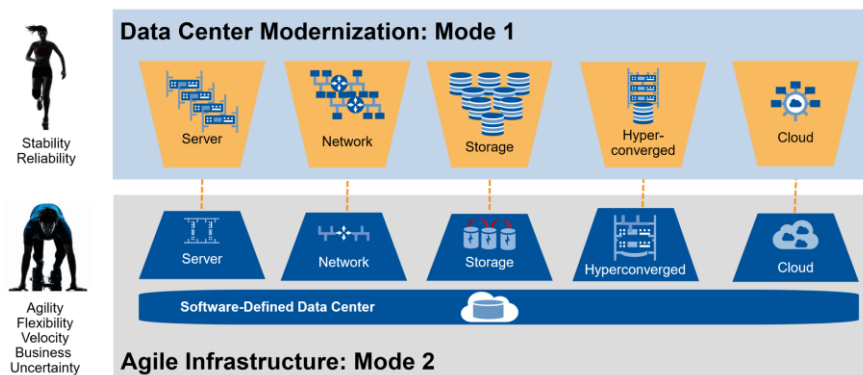 Data Center Modernization: Mode 1
Stability
Reliability
Server
Network
Storage
Hyper-
converged
Cloud
Server
Network
Storage
Hyperconverged
Cloud
Agility
Flexibility
Velocity
Business
Uncertainty
Software-Defined Data Center
Agile Infrastructure: Mode 2